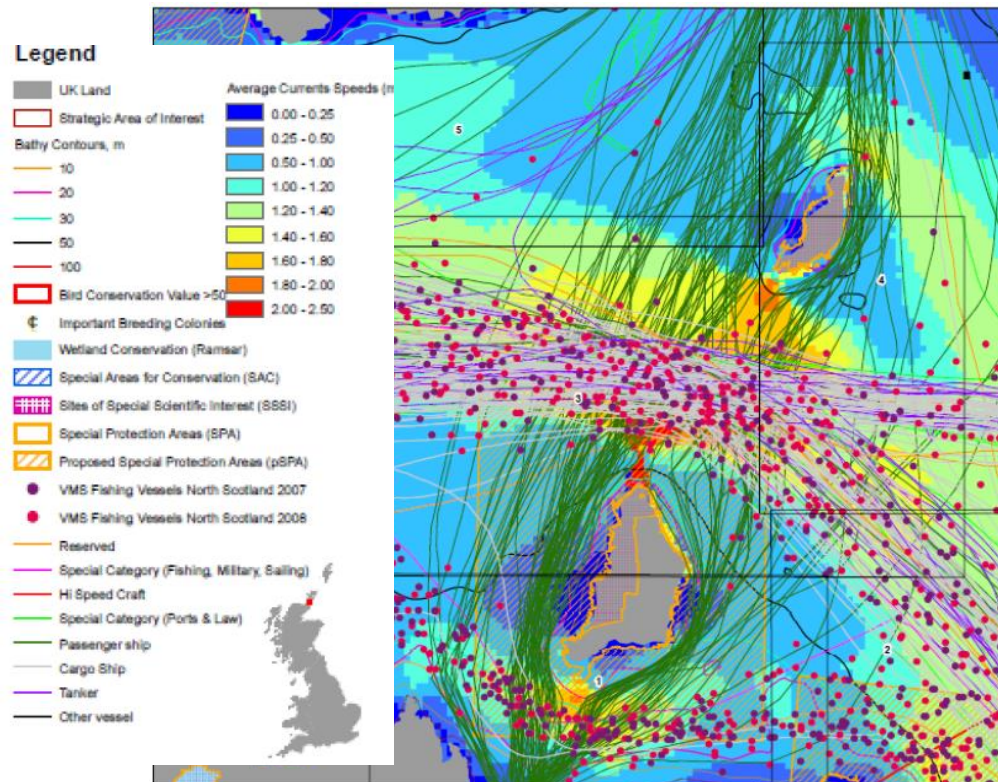 Legend
UK Land
Strategic Area of Interest
Bathy Contours, m
10
20
30
50
100
Bird Conservation Value >50
Important Breeding Colonies
Wetland Conservation (Ramsar)
Special Areas for Conservation (SAC)
Sites of Special Scientific Interest (SSSI)
Special Protection Areas (SPA)
Proposed Special Protection Areas (pSPA)
VMS Fishing Vessels North Scotland 2007
VMS Fishing Vessels North Scotland 2008
Reserved
Special Category (Fishing, Military, Sailing)
Hi Speed Craft
Special Category (Ports & Law)
Passenger ship
Cargo Ship
Tanker
Other vessel
Average Currents Speeds (m
0.00 - 0.25
0.25 - 0.50
0.50 - 1.00
1.00 - 1.20
1.20 - 1.40
1.40 - 1.60
1.60 - 1.80
1.80 - 2.00
2.00 - 2.50
5
4
3
2
1